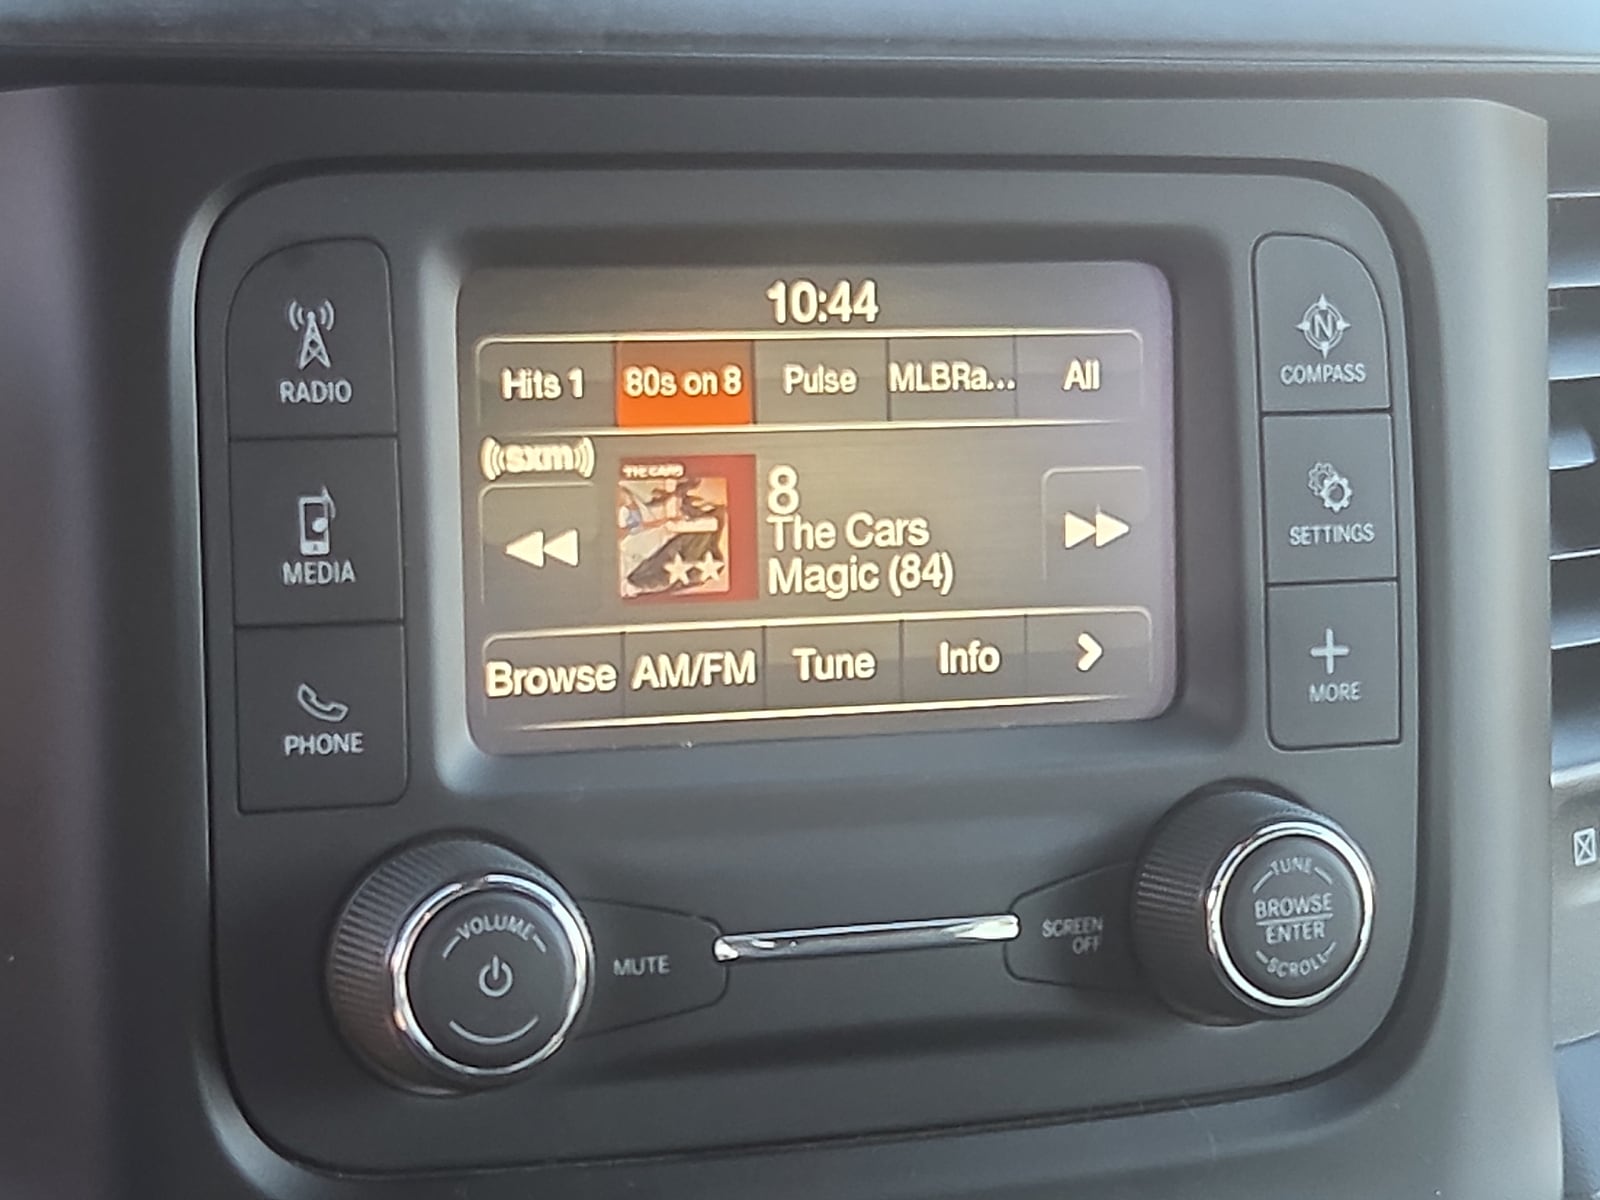 10:44
Hits 1 80s on 8 Pulse MLBRa... All
((sxm))
THE CARS
8
The Cars
Magic (84)
Browse AM/FM Tune Info >
RADIO
MEDIA
PHONE
N
COMPASS
SETTINGS
MORE
VOLUME
MUTE
SCREEN
OFF
TUNE
BROWSE
ENTER
SCROLL